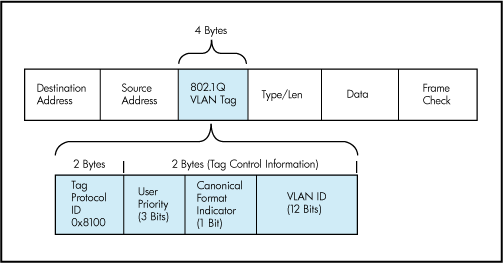 4 Bytes
Destination
Address
Source
Address
802.1Q
VLAN Tag
Type/Len
Data
Frame
Check
2 Bytes
2 Bytes (Tag Control Information)
Tag
Protocol
ID
0x8100
User
Priority
(3 Bits)
Canonical
Format
Indicator
(1 Bit)
VLAN ID
(12 Bits)